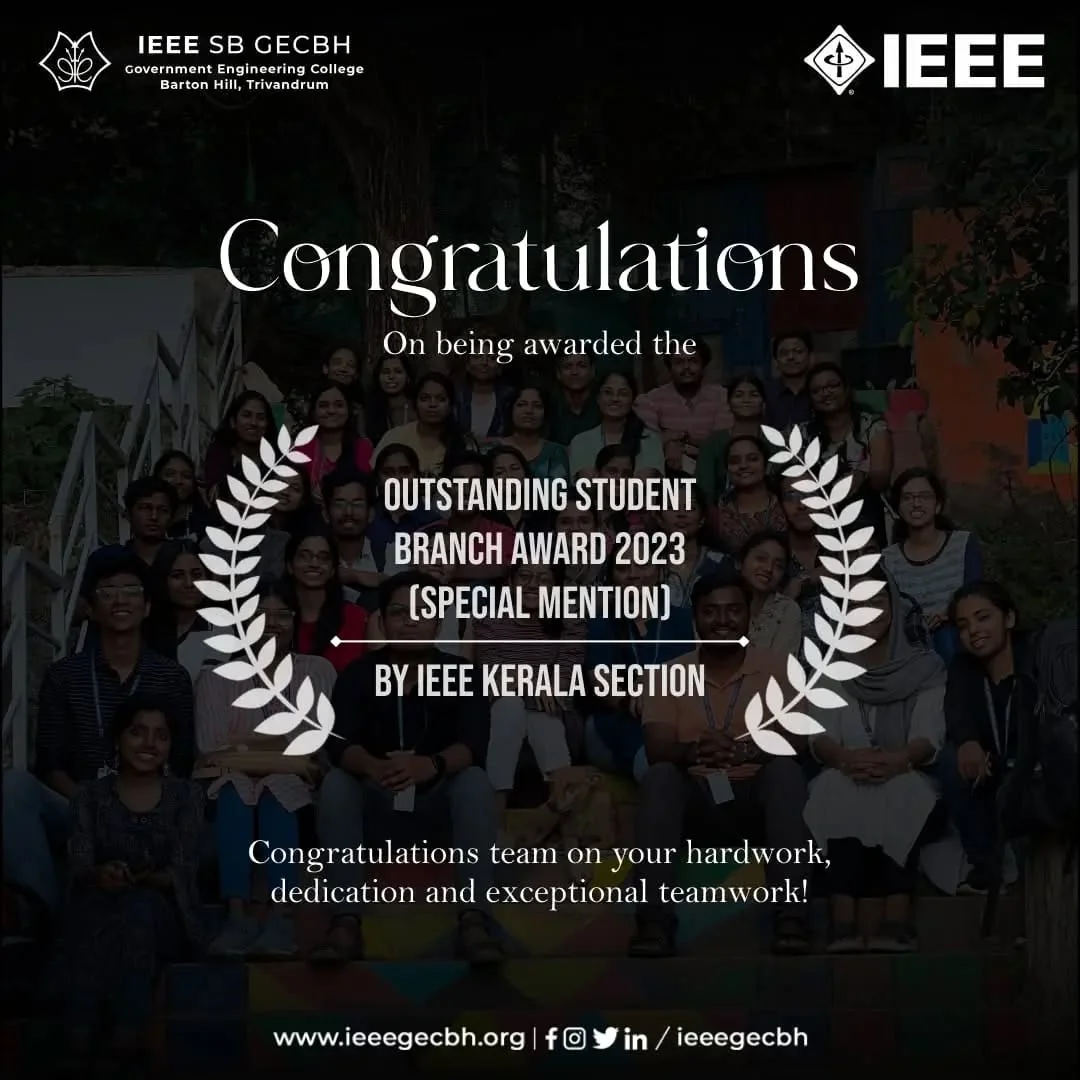 IEEE SB GECBH
Government Engineering College
Barton Hill, Trivandrum
IEEE
Congratulations
On being awarded the
OUTSTANDING STUDENT
BRANCH AWARD 2023
(SPECIAL MENTION)
BY IEEE KERALA SECTION
Congratulations team on your hardwork,
dedication and exceptional teamwork!
www.ieeegecbh.org | f in / ieeegecbh